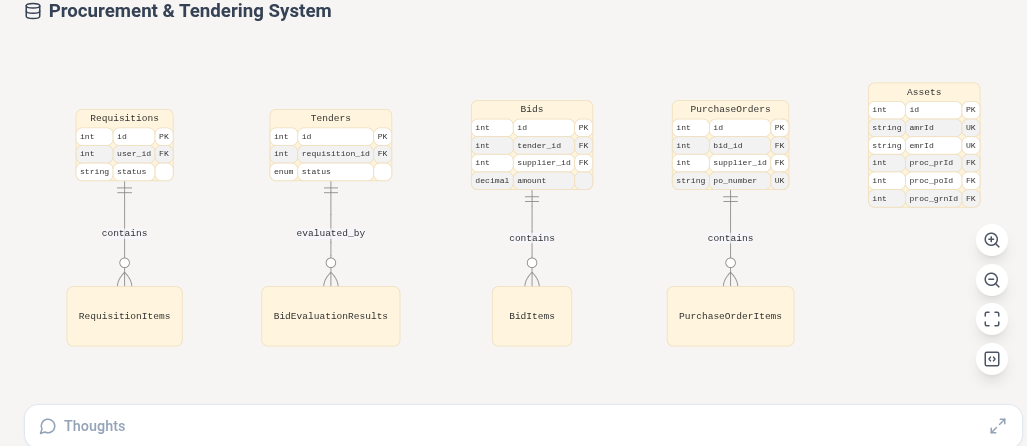 Procurement & Tendering System
Requisitions
int id PK
int user_id FK
string status
contains
RequisitionItems
Tenders
int id PK
int requisition_id FK
enum status
evaluated_by
BidEvaluationResults
Bids
int id PK
int tender_id FK
int supplier_id FK
decimal amount
contains
BidItems
PurchaseOrders
int id PK
int bid_id FK
int supplier_id FK
string po_number UK
contains
PurchaseOrderItems
Assets
int id PK
string amrId UK
string emrId UK
int proc_prId FK
int proc_poId FK
int proc_grnId FK
Thoughts